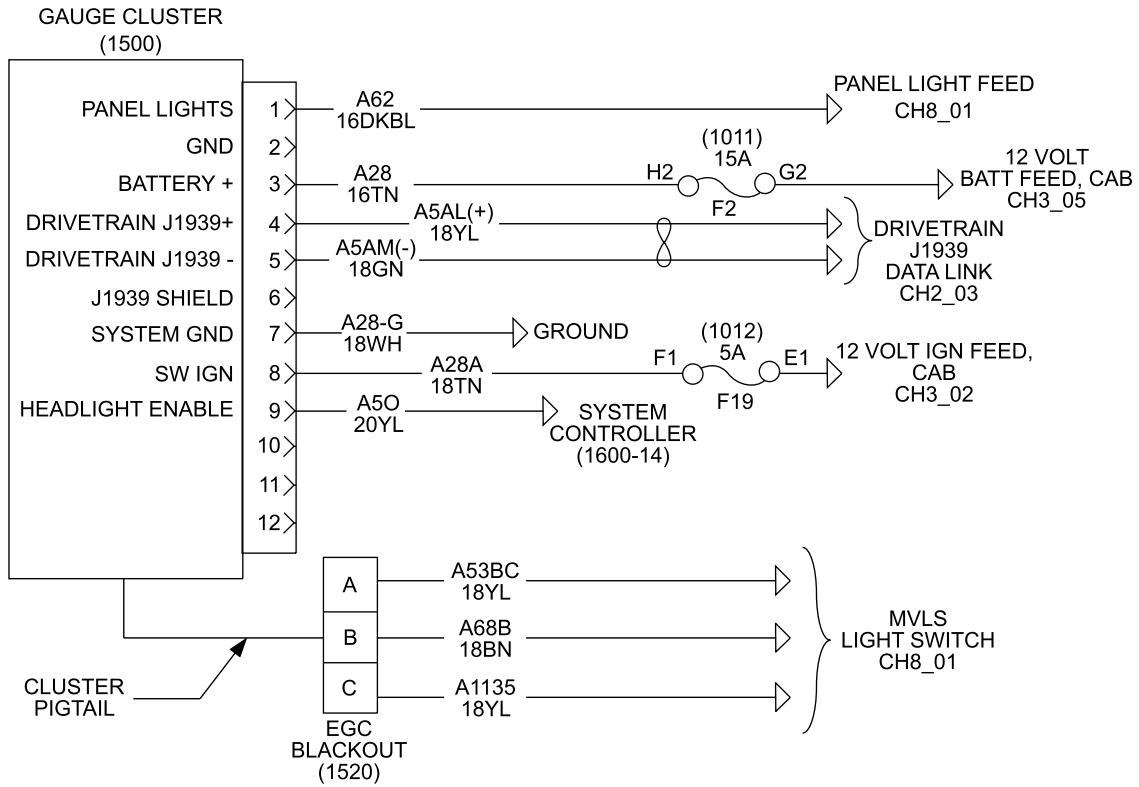 GAUGE CLUSTER
(1500)
PANEL LIGHTS 1 A62
16DKBL
PANEL LIGHT FEED
CH8_01
GND 2
BATTERY + 3 A28
16TN
H2 (1011)
15A
F2
G2
12 VOLT
BATT FEED, CAB
CH3_05
DRIVETRAIN J1939+ 4 A5AL(+)
18YL
DRIVETRAIN J1939 - 5 A5AM(-)
18GN
DRIVETRAIN
J1939
DATA LINK
CH2_03
J1939 SHIELD 6
SYSTEM GND 7 A28-G
18WH
GROUND
SW IGN 8 A28A
18TN
F1 (1012)
5A
F19
E1
12 VOLT IGN FEED,
CAB
CH3_02
HEADLIGHT ENABLE 9 A5O
20YL
SYSTEM
CONTROLLER
(1600-14)
10
11
12
A A53BC
18YL
B A68B
18BN
C A1135
18YL
MVLS
LIGHT SWITCH
CH8_01
CLUSTER
PIGTAIL
EGC
BLACKOUT
(1520)